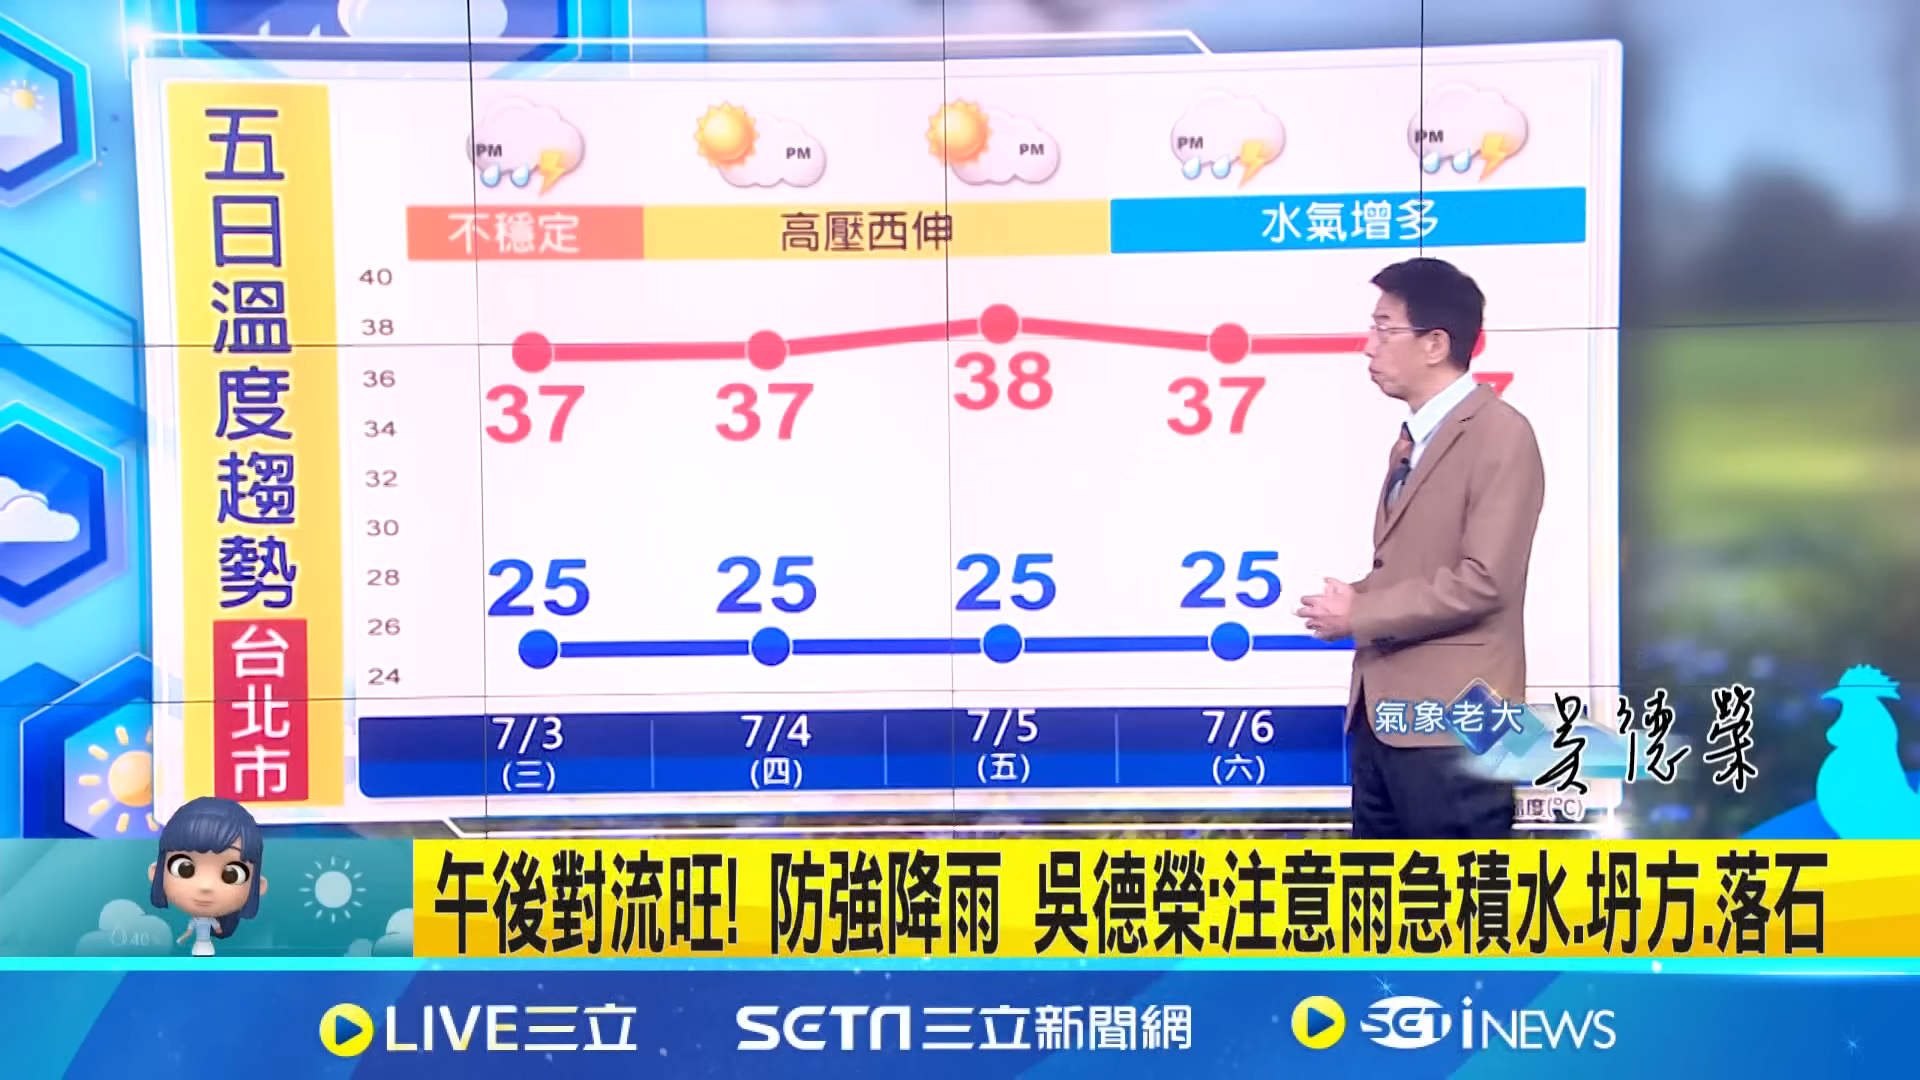 五日溫度趨勢
台北市
PM
PM
PM
PM
PM
不穩定
高壓西伸
水氣增多
40
38
36
34
32
30
28
26
24
37
37
38
37
7
25
25
25
25
7/3
(三)
7/4
(四)
7/5
(五)
7/6
(六)
度(°C)
氣象老大
吳德榮
40
午後對流旺! 防強降雨 吳德榮:注意雨急積水.坍方.落石
LIVE三立
SETN三立新聞網
SET iNEWS